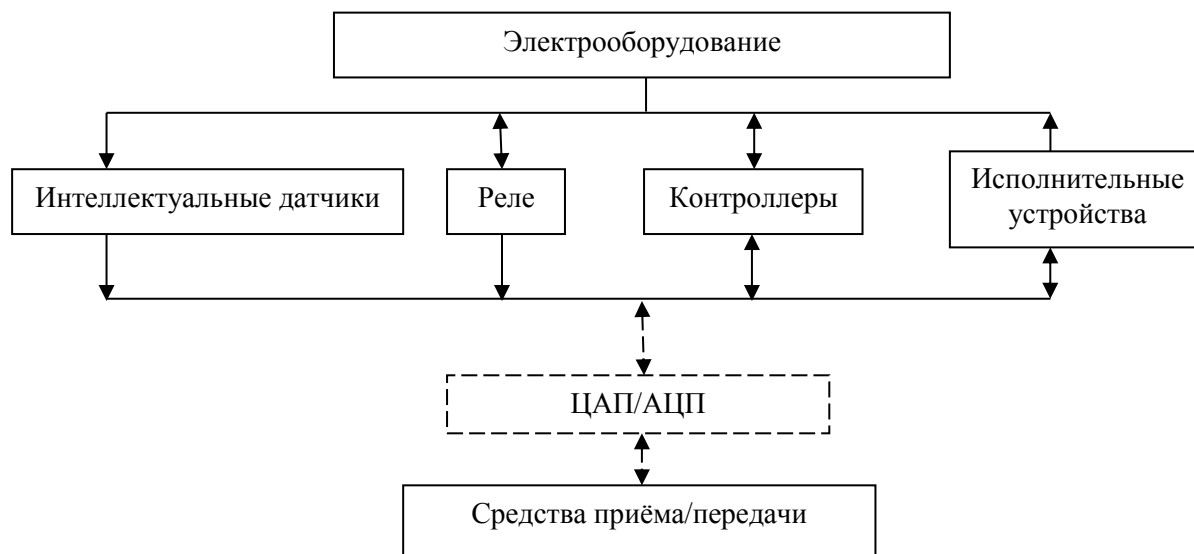 Электрооборудование
Интеллектуальные датчики
Реле
Контроллеры
Исполнительные
устройства
ЦАП/АЦП
Средства приёма/передачи